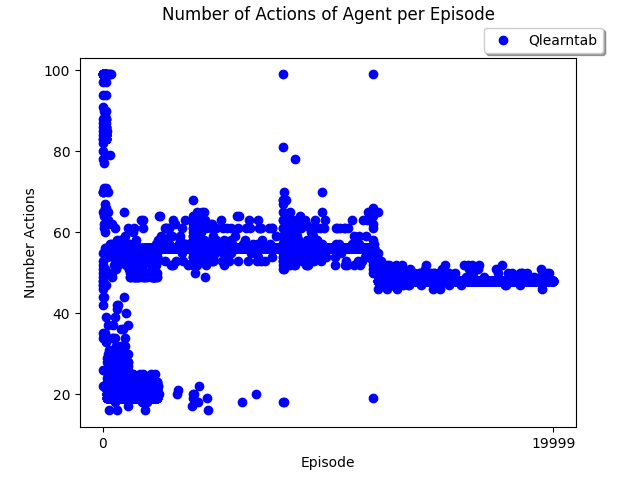 Number of Actions of Agent per Episode
Qlearntab
100
80
60
40
20
Number Actions
0
19999
Episode